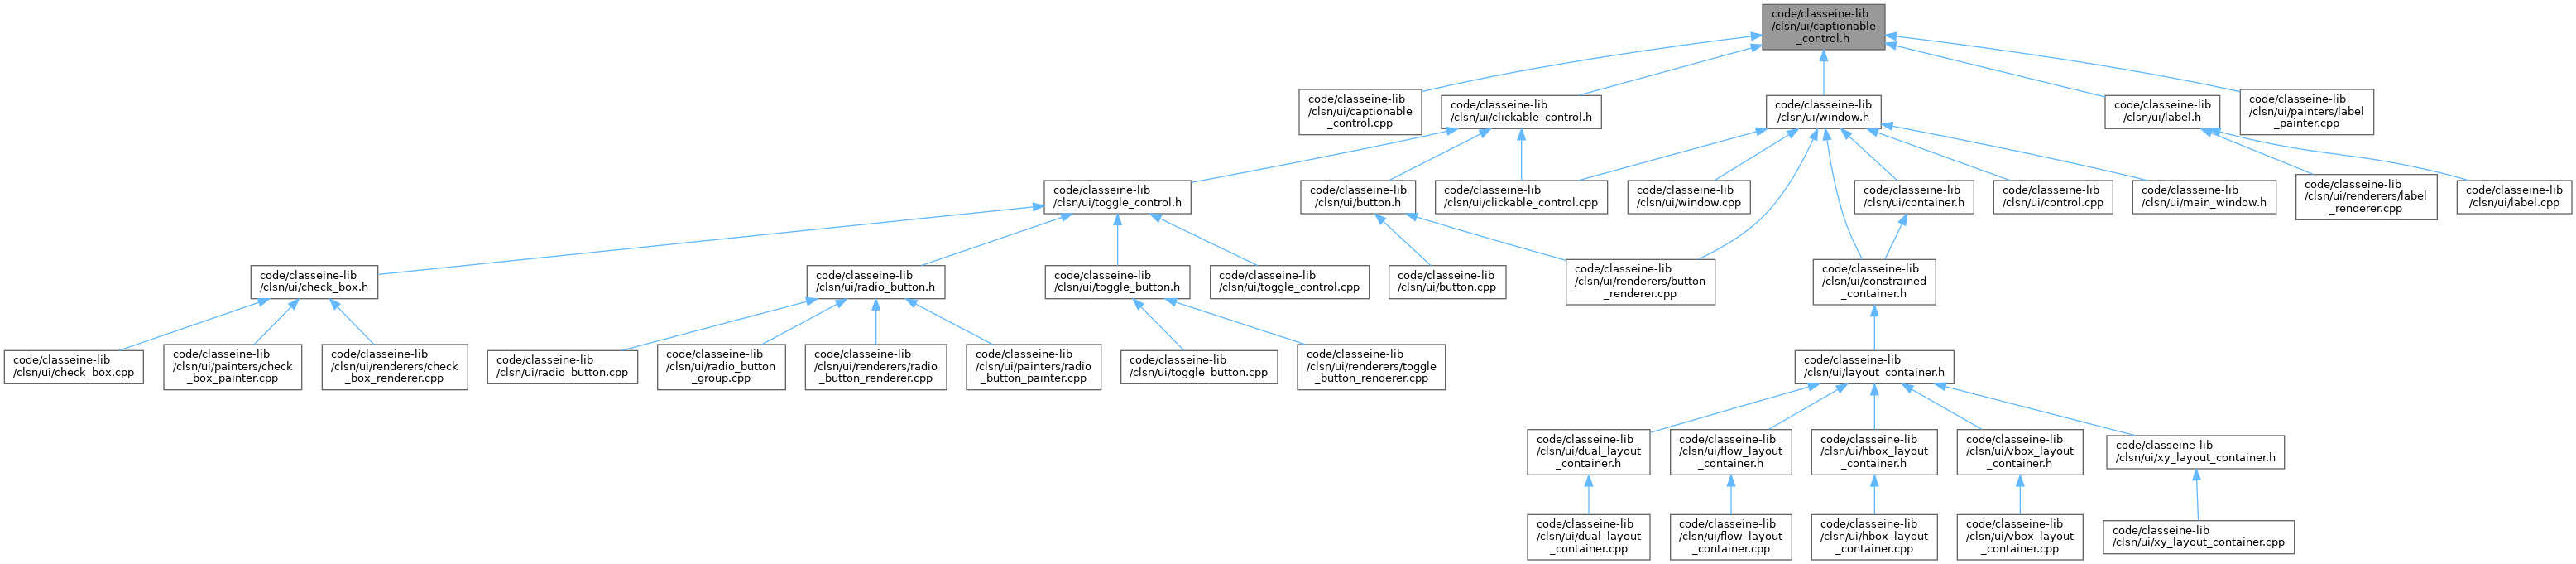 code/classeine-lib
/clsn/ui/captionable
_control.h
code/classeine-lib
/clsn/ui/captionable
_control.cpp
code/classeine-lib
/clsn/ui/clickable_control.h
code/classeine-lib
/clsn/ui/window.h
code/classeine-lib
/clsn/ui/label.h
code/classeine-lib
/clsn/ui/painters/label
_painter.cpp
code/classeine-lib
/clsn/ui/toggle_control.h
code/classeine-lib
/clsn/ui/button.h
code/classeine-lib
/clsn/ui/clickable_control.cpp
code/classeine-lib
/clsn/ui/window.cpp
code/classeine-lib
/clsn/ui/container.h
code/classeine-lib
/clsn/ui/control.cpp
code/classeine-lib
/clsn/ui/main_window.h
code/classeine-lib
/clsn/ui/renderers/label
_renderer.cpp
code/classeine-lib
/clsn/ui/label.cpp
code/classeine-lib
/clsn/ui/check_box.h
code/classeine-lib
/clsn/ui/radio_button.h
code/classeine-lib
/clsn/ui/toggle_button.h
code/classeine-lib
/clsn/ui/toggle_control.cpp
code/classeine-lib
/clsn/ui/button.cpp
code/classeine-lib
/clsn/ui/renderers/button
_renderer.cpp
code/classeine-lib
/clsn/ui/constrained
_container.h
code/classeine-lib
/clsn/ui/check_box.cpp
code/classeine-lib
/clsn/ui/painters/check
_box_painter.cpp
code/classeine-lib
/clsn/ui/renderers/check
_box_renderer.cpp
code/classeine-lib
/clsn/ui/radio_button.cpp
code/classeine-lib
/clsn/ui/radio_button
_group.cpp
code/classeine-lib
/clsn/ui/renderers/radio
_button_renderer.cpp
code/classeine-lib
/clsn/ui/painters/radio
_button_painter.cpp
code/classeine-lib
/clsn/ui/toggle_button.cpp
code/classeine-lib
/clsn/ui/renderers/toggle
_button_renderer.cpp
code/classeine-lib
/clsn/ui/layout_container.h
code/classeine-lib
/clsn/ui/dual_layout
_container.h
code/classeine-lib
/clsn/ui/flow_layout
_container.h
code/classeine-lib
/clsn/ui/hbox_layout
_container.h
code/classeine-lib
/clsn/ui/vbox_layout
_container.h
code/classeine-lib
/clsn/ui/xy_layout_container.h
code/classeine-lib
/clsn/ui/dual_layout
_container.cpp
code/classeine-lib
/clsn/ui/flow_layout
_container.cpp
code/classeine-lib
/clsn/ui/hbox_layout
_container.cpp
code/classeine-lib
/clsn/ui/vbox_layout
_container.cpp
code/classeine-lib
/clsn/ui/xy_layout_container.cpp